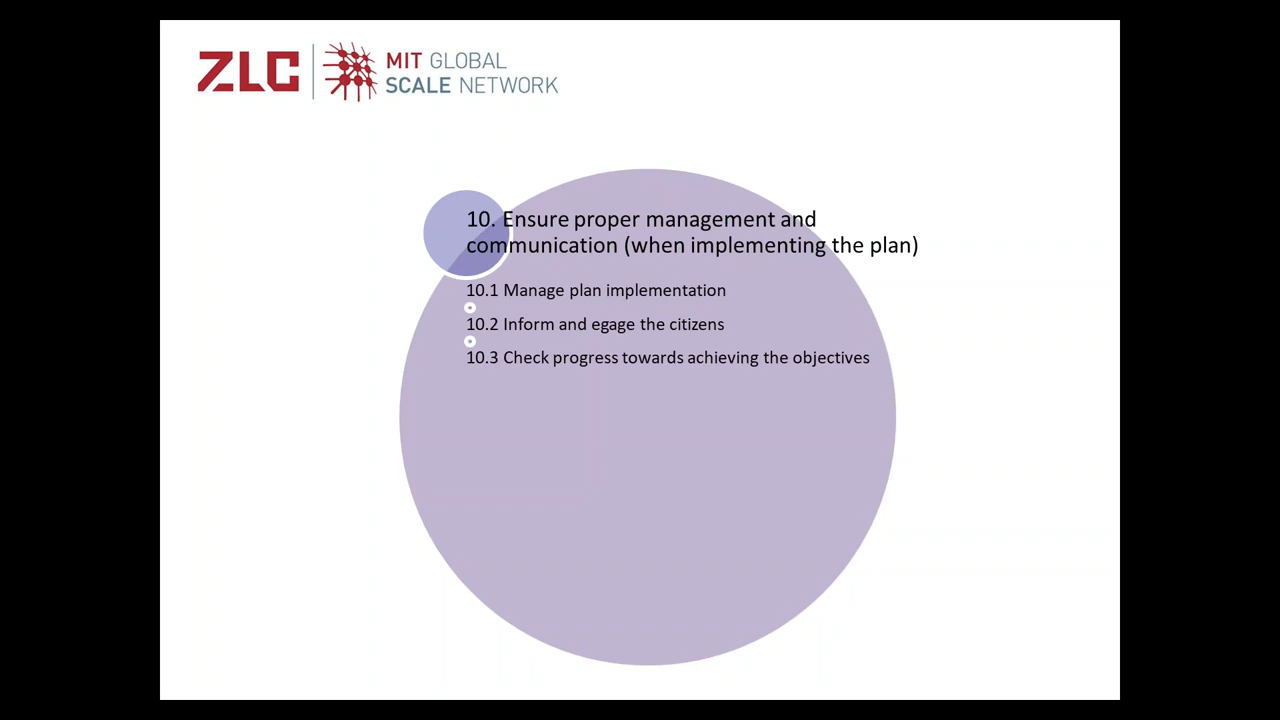 ZLC
MIT GLOBAL
SCALE NETWORK
10. Ensure proper management and
communication (when implementing the plan)
10.1 Manage plan implementation
10.2 Inform and egage the citizens
10.3 Check progress towards achieving the objectives